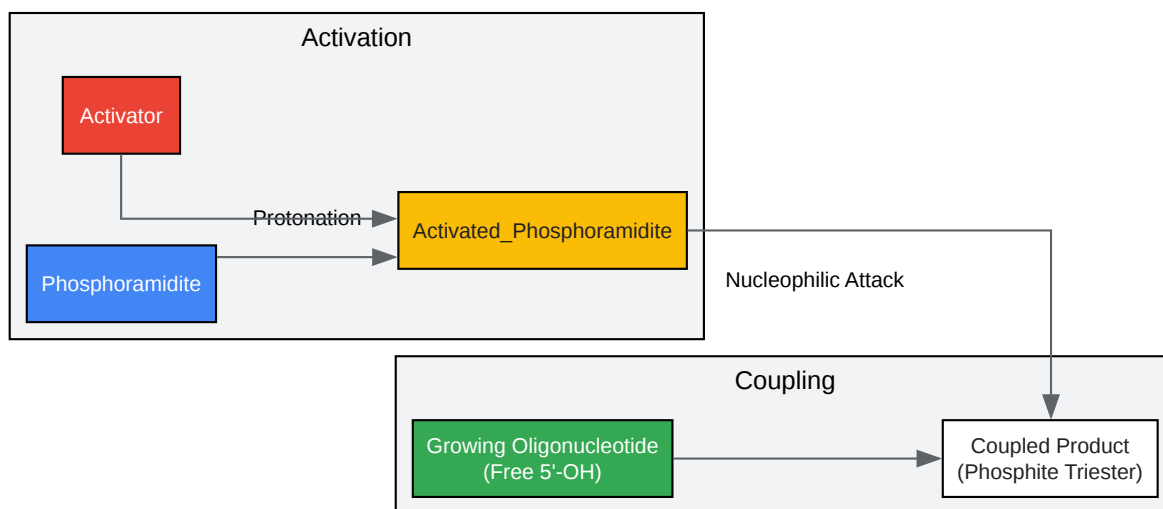 Activation
Activator
Protonation
Activated_Phosphoramidite
Phosphoramidite
Nucleophilic Attack
Coupling
Growing Oligonucleotide
(Free 5'-OH)
Coupled Product
(Phosphite Triester)